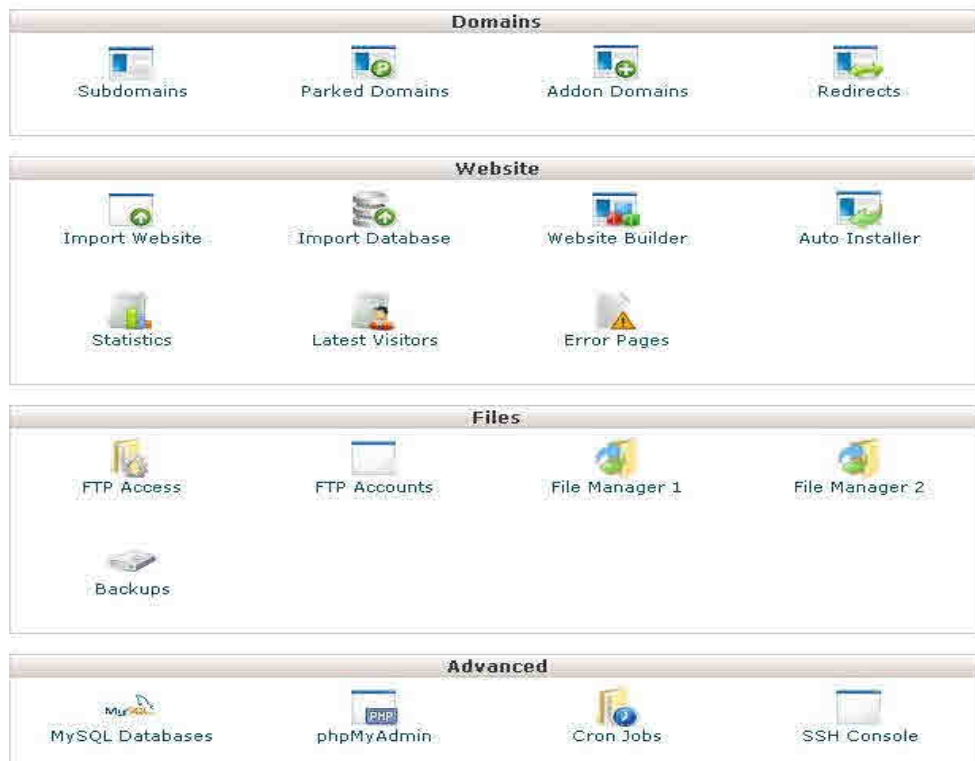 Domains
Subdomains Parked Domains Addon Domains Redirects
Website
Import Website Import Database Website Builder Auto Installer
Statistics Latest Visitors Error Pages
Files
FTP Access FTP Accounts File Manager 1 File Manager 2
Backups
Advanced
MySQL
PHP
MySQL Databases phpMyAdmin Cron Jobs SSH Console